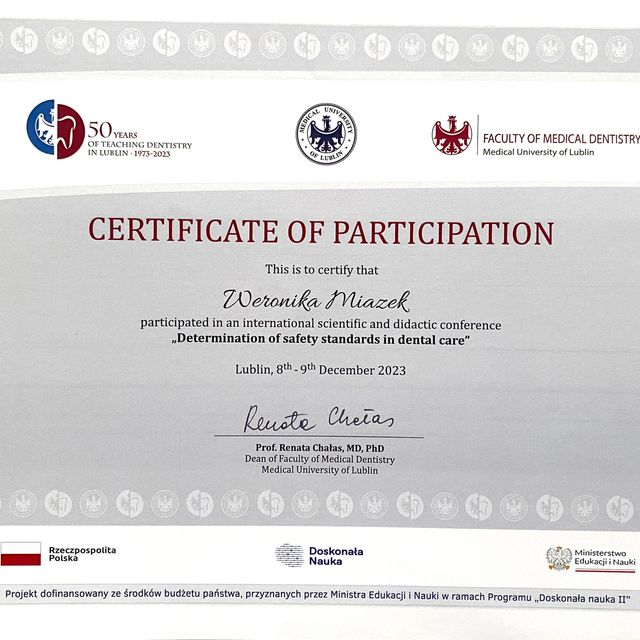 50 YEARS
OF TEACHING DENTISTRY
IN LUBLIN · 1973-2023
MEDICAL UNIVERSITY
OF LUBLIN
FACULTY OF MEDICAL DENTISTRY
Medical University of Lublin
CERTIFICATE OF PARTICIPATION
This is to certify that
Weronika Miazek
participated in an international scientific and didactic conference
„Determination of safety standards in dental care”
Lublin, 8th - 9th December 2023
Renata Chałas
Prof. Renata Chałas, MD, PhD
Dean of Faculty of Medical Dentistry
Medical University of Lublin
Rzeczpospolita
Polska
Doskonała
Nauka
Ministerstwo
Edukacji i Nauki
Projekt dofinansowany ze środków budżetu państwa, przyznanych przez Ministra Edukacji i Nauki w ramach Programu „Doskonała nauka II”